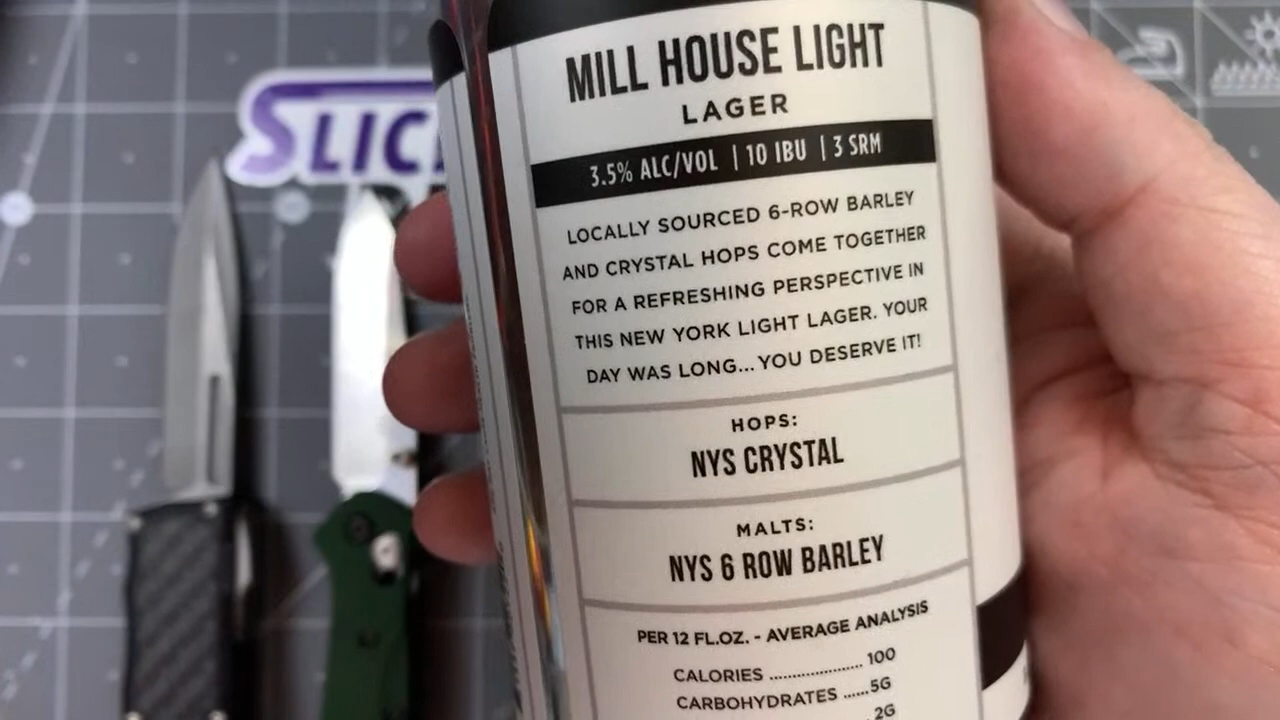 SLIC
MILL HOUSE LIGHT
LAGER
3.5% ALC/VOL | 10 IBU | 3 SRM
LOCALLY SOURCED 6-ROW BARLEY
AND CRYSTAL HOPS COME TOGETHER
FOR A REFRESHING PERSPECTIVE IN
THIS NEW YORK LIGHT LAGER. YOUR
DAY WAS LONG... YOU DESERVE IT!
HOPS:
NYS CRYSTAL
MALTS:
NYS 6 ROW BARLEY
PER 12 FL.OZ. - AVERAGE ANALYSIS
CALORIES ...................... 100
CARBOHYDRATES ......5G
2G